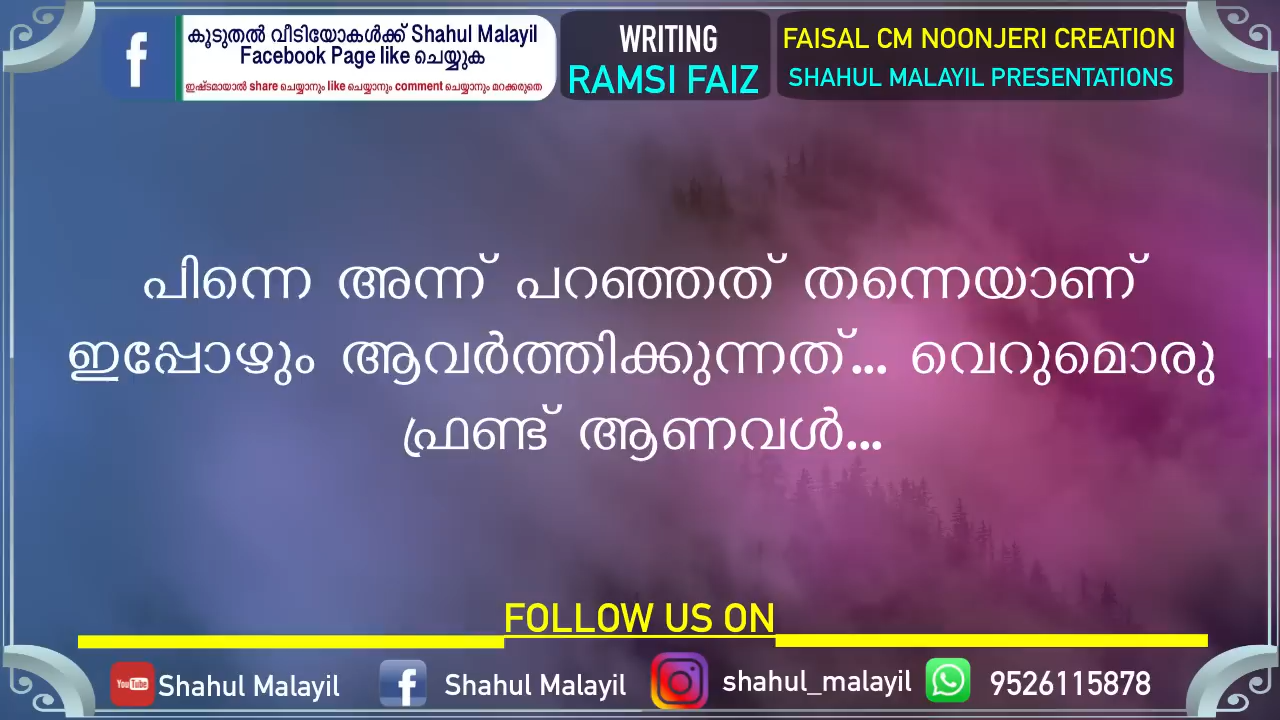 കൂടുതൽ വീടിയോകൾക്ക് Shahul Malayil
Facebook Page like ചെയ്യുക
ഇഷ്ടമായാൽ share ചെയ്യാനും like ചെയ്യാനും comment ചെയ്യാനും മറക്കരുതെ
WRITING
RAMSI FAIZ
FAISAL CM NOONJERI CREATION
SHAHUL MALAYIL PRESENTATIONS
പിന്നെ അന്ന് പറഞ്ഞത് തന്നെയാണ്
ഇപ്പോഴും ആവർത്തിക്കുന്നത്... വെറുമൊരു
ഫ്രണ്ട് ആണവൾ...
FOLLOW US ON
YouTube Shahul Malayil
Shahul Malayil
shahul_malayil
9526115878